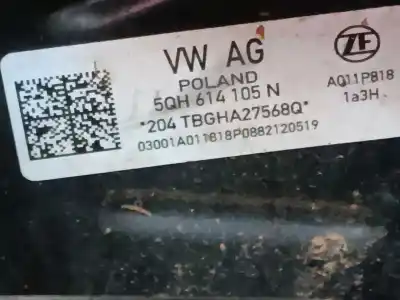 VW AG
ZF
POLAND
5QH 614 105 N
AQ11P818
*204 TBGHA27568Q*
1a3H
03001A011818P0882120519